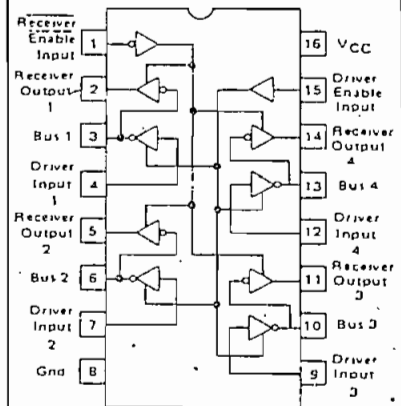 Receiver
Enable
Input
1
Receiver
Output
1
2
Bus 1
3
Driver
Input
1
4
Receiver
Output
2
5
Bus 2
6
Driver
Input
2
7
Gnd
8
16
VCC
15
Driver
Enable
Input
14
Receiver
Output
4
13
Bus 4
12
Driver
Input
4
11
Receiver
Output
3
10
Bus 3
9
Driver
Input
3